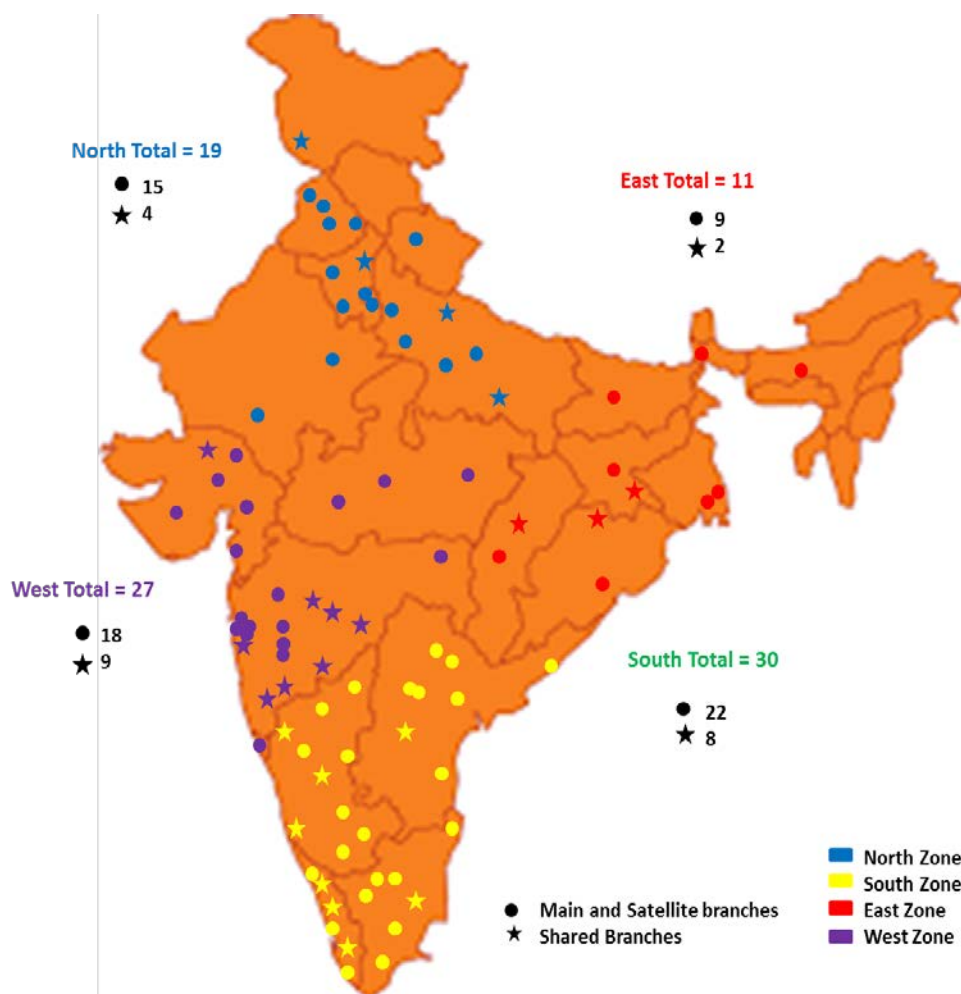 North Total = 19
15
4
East Total = 11
9
2
West Total = 27
18
9
South Total = 30
22
8
Main and Satellite branches
Shared Branches
North Zone
South Zone
East Zone
West Zone